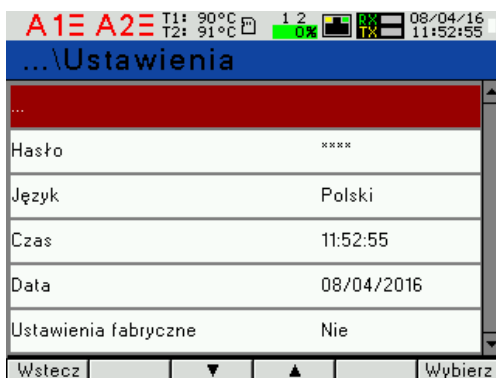 A1 A2 T1: 90°C 1 2 RX 08/04/16
T2: 91°C 0% TX 11:52:55
...\Ustawienia
...
Hasło ****
Język Polski
Czas 11:52:55
Data 08/04/2016
Ustawienia fabryczne Nie
Wstecz ▼ ▲ Wybierz